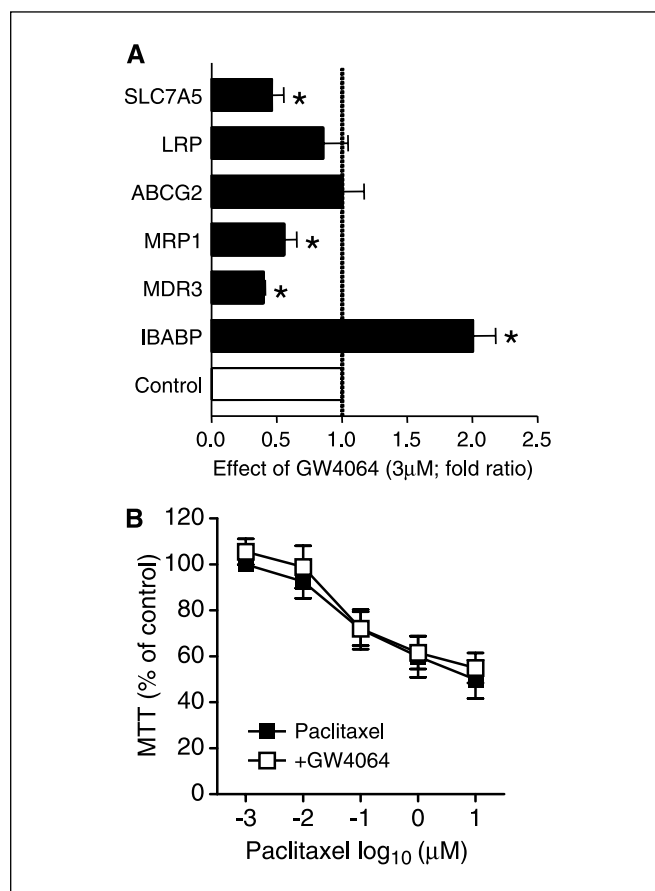 A
SLC7A5
*
LRP
ABCG2
MRP1
*
MDR3
*
IBABP
*
Control
0.0 0.5 1.0 1.5 2.0 2.5
Effect of GW4064 (3μM; fold ratio)
B
120
100
80
60
40
20
0
MTT (% of control)
Paclitaxel
+GW4064
-3 -2 -1 0 1
Paclitaxel log10 (μM)